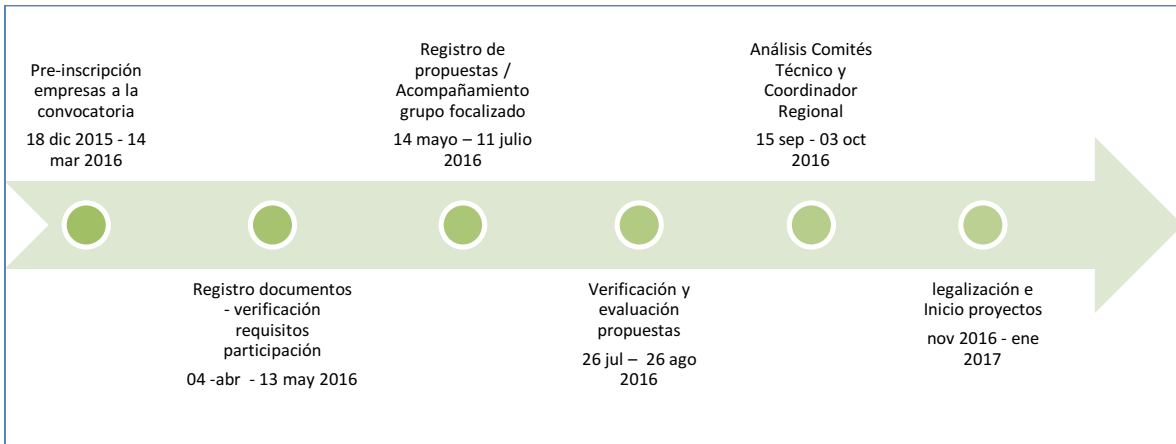 Pre-inscripción
empresas a la
convocatoria
18 dic 2015 - 14
mar 2016
Registro documentos
- verificación
requisitos
participación
04 -abr - 13 may 2016
Registro de
propuestas /
Acompañamiento
grupo focalizado
14 mayo – 11 julio
2016
Verificación y
evaluación
propuestas
26 jul – 26 ago
2016
Análisis Comités
Técnico y
Coordinador
Regional
15 sep - 03 oct
2016
legalización e
Inicio proyectos
nov 2016 - ene
2017